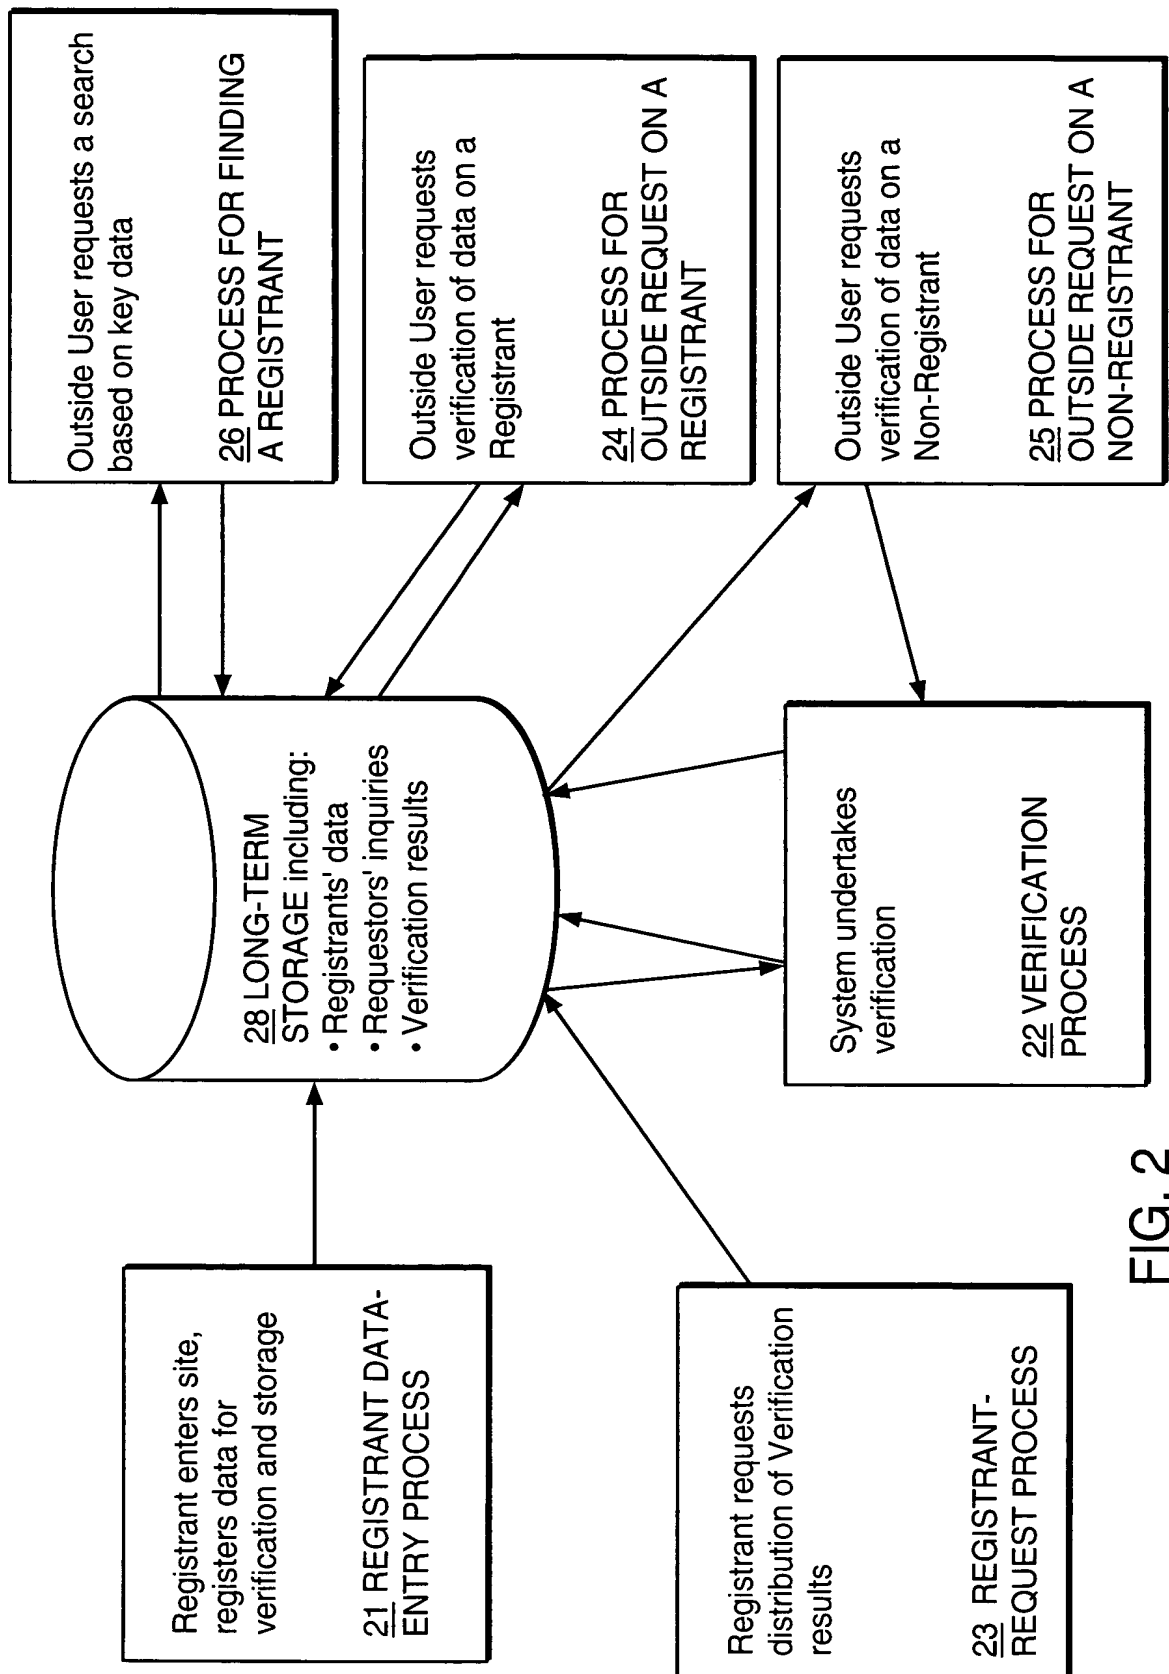 Registrant enters site,
registers data for
verification and storage
21 REGISTRANT DATA-
ENTRY PROCESS
Registrant requests
distribution of Verification
results
23 REGISTRANT-
REQUEST PROCESS
28 LONG-TERM
STORAGE including:
• Registrants' data
• Requestors' inquiries
• Verification results
System undertakes
verification
22 VERIFICATION
PROCESS
Outside User requests a search
based on key data
26 PROCESS FOR FINDING
A REGISTRANT
Outside User requests
verification of data on a
Registrant
24 PROCESS FOR
OUTSIDE REQUEST ON A
REGISTRANT
Outside User requests
verification of data on a
Non-Registrant
25 PROCESS FOR
OUTSIDE REQUEST ON A
NON-REGISTRANT
FIG. 2